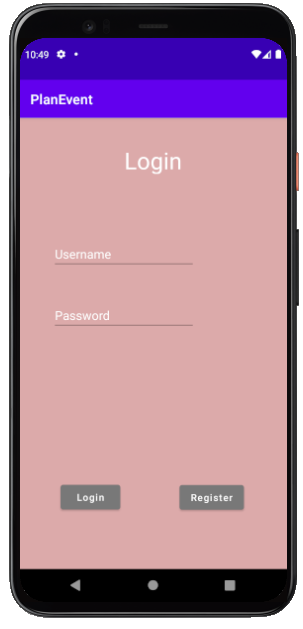 10:49
PlanEvent
Login
Username
Password
Login Register